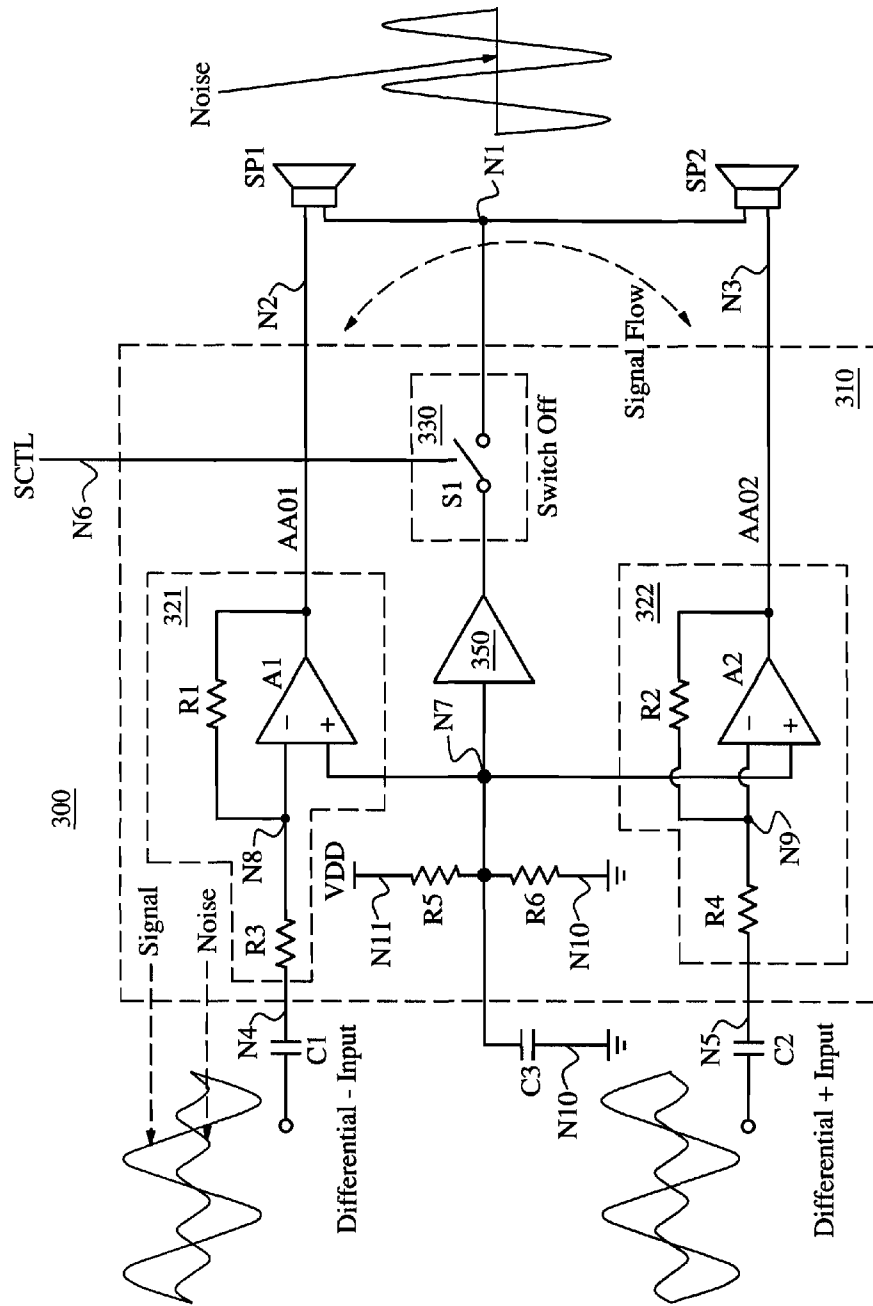 300
310
SCTL
N6
Signal
Noise
321
R1
A1
-
+
N8
R3
N4
C1
Differential - Input
AA01
N2
SP1
Noise
VDD
N11
R5
R6
N10
C3
N10
N7
350
330
S1
Switch Off
N1
Signal Flow
322
R2
A2
-
+
N9
R4
N5
C2
Differential + Input
AA02
N3
SP2